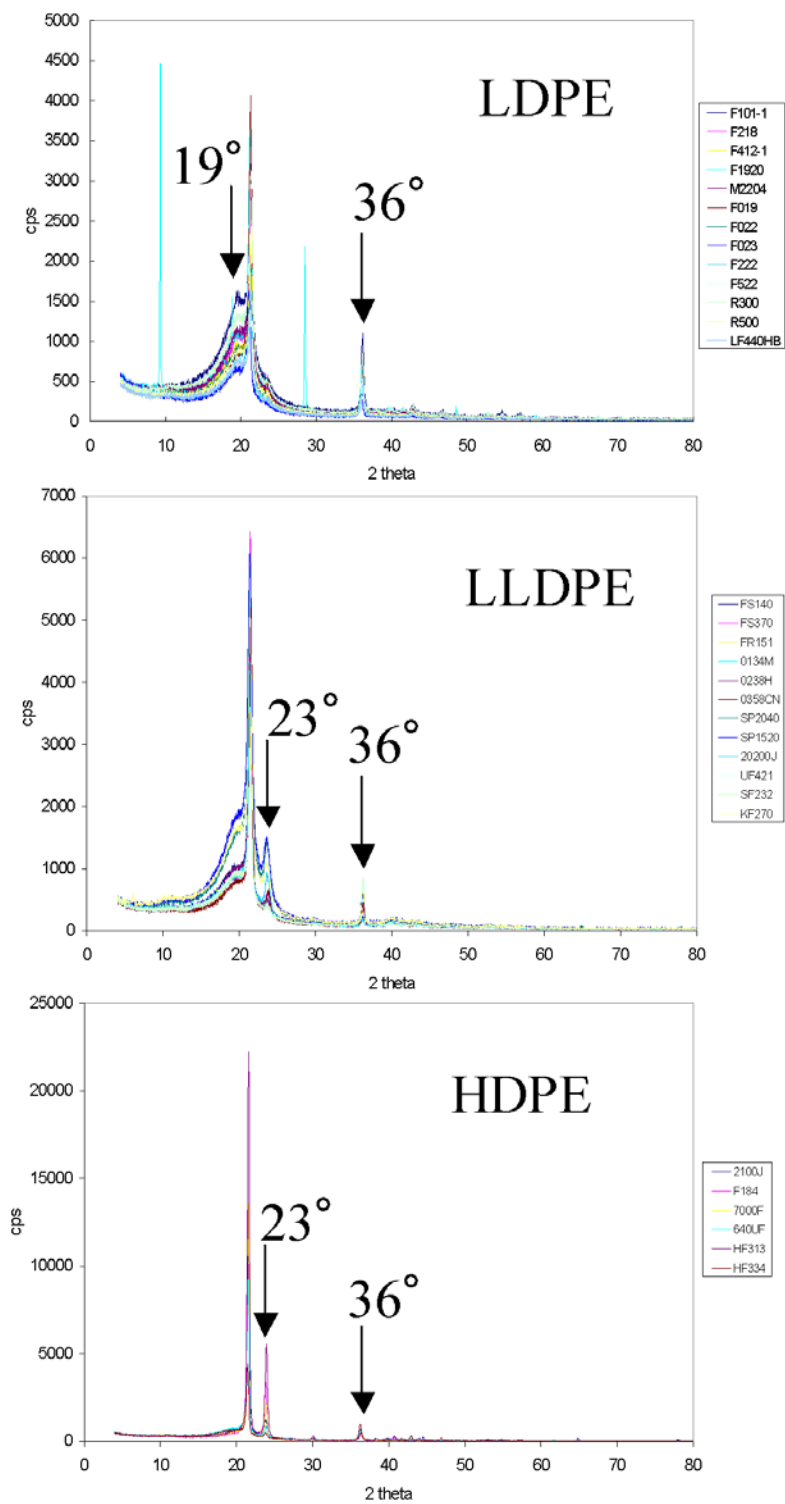 5000
4500
4000
3500
3000
2500
2000
1500
1000
500
0
cps
LDPE
19°
36°
0 10 20 30 40 50 60 70 80
2 theta
F101-1
F218
F412-1
F1920
M2204
F019
F022
F023
F222
F522
R300
R500
LF440HB
7000
6000
5000
4000
3000
2000
1000
0
cps
LLDPE
23°
36°
0 10 20 30 40 50 60 70 80
2 theta
FS140
FS370
FR151
0134M
0238H
0358CN
SP2040
SP1520
20200J
UF421
SF232
KF270
25000
20000
15000
10000
5000
0
cps
HDPE
23°
36°
0 10 20 30 40 50 60 70 80
2 theta
2100J
F184
7000F
640UF
HF313
HF334